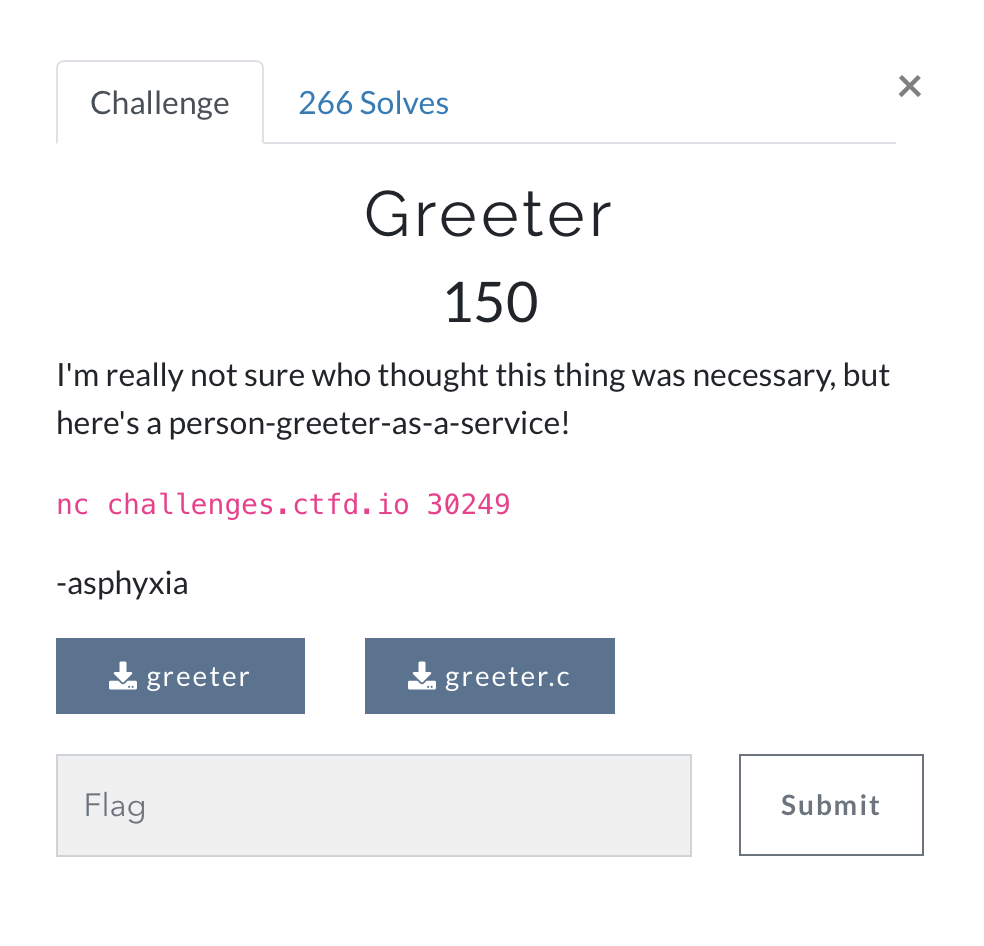 Challenge
266 Solves
×
Greeter
150
I'm really not sure who thought this thing was necessary, but
here's a person-greeter-as-a-service!
nc challenges.ctfd.io 30249
-asphyxia
greeter
greeter.c
Flag
Submit